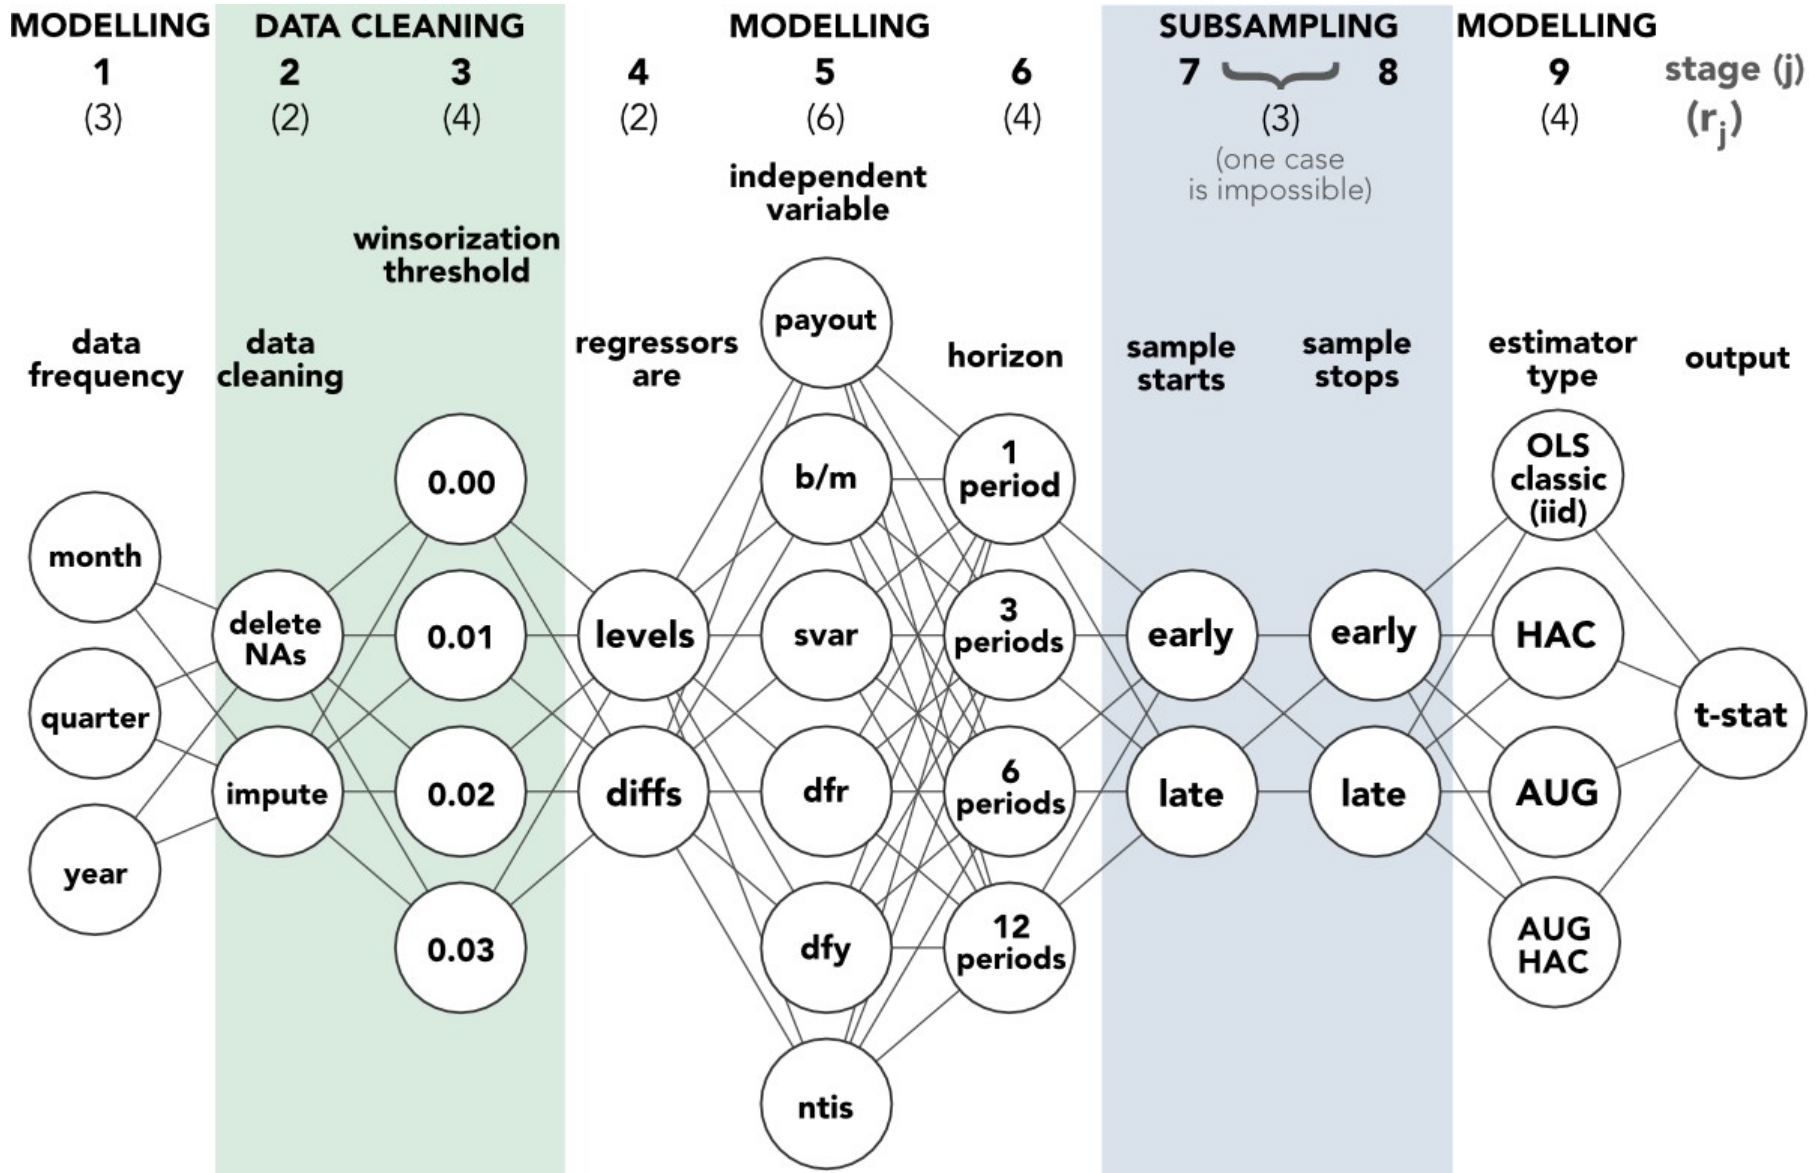 MODELLING
DATA CLEANING
MODELLING
SUBSAMPLING
MODELLING
1
2
3
4
5
6
7
8
9
stage (j)
(3)
(2)
(4)
(2)
(6)
(4)
(3)
(4)
(rj)
(one case
is impossible)
data
frequency
data
cleaning
winsorization
threshold
regressors
are
independent
variable
horizon
sample
starts
sample
stops
estimator
type
output
month
quarter
year
delete
NAs
impute
0.00
0.01
0.02
0.03
levels
diffs
payout
b/m
svar
dfr
dfy
ntis
1
period
3
periods
6
periods
12
periods
early
late
early
late
OLS
classic
(iid)
HAC
AUG
AUG
HAC
t-stat